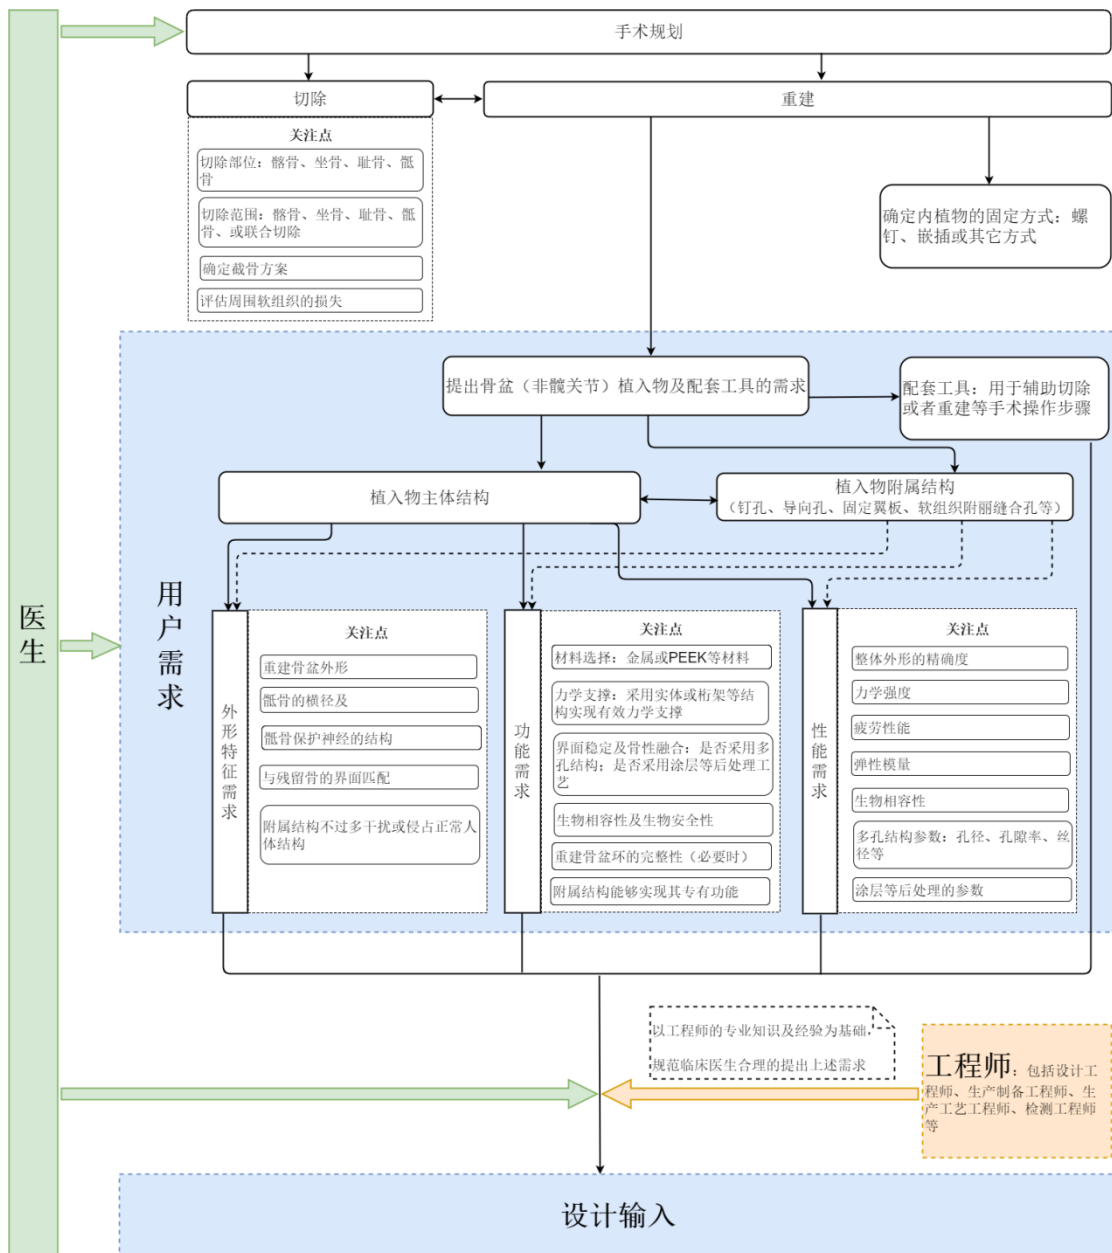 手术规划
切除
重建
关注点
切除部位：髂骨、坐骨、耻骨、骶
骨
切除范围：髂骨、坐骨、耻骨、骶
骨、或联合切除
确定截骨方案
评估周围软组织的损失
确定内植物的固定方式：螺
钉、嵌插或其它方式
提出骨盆（非髋关节）植入物及配套工具的需求
配套工具：用于辅助切除
或者重建等手术操作步骤
植入物主体结构
植入物附属结构
（钉孔、导向孔、固定翼板、软组织附丽缝合孔等）
医生
用户需求
外形特征需求
关注点
重建骨盆外形
骶骨的横径及
骶骨保护神经的结构
与残留骨的界面匹配
附属结构不过多干扰或侵占正常人
体结构
功能需求
关注点
材料选择：金属或PEEK等材料
力学支撑：采用实体或桁架等结
构实现有效力学支撑
界面稳定及骨性融合：是否采用多
孔结构；是否采用涂层等后处理工
艺
生物相容性及生物安全性
重建骨盆环的完整性（必要时）
附属结构能够实现其专有功能
性能需求
关注点
整体外形的精确度
力学强度
疲劳性能
弹性模量
生物相容性
多孔结构参数：孔径、孔隙率、丝
径等
涂层等后处理的参数
以工程师的专业知识及经验为基础，
规范临床医生合理的提出上述需求
工程师：包括设计工
程师、生产制备工程师、生
产工艺工程师、检测工程师
等
设计输入